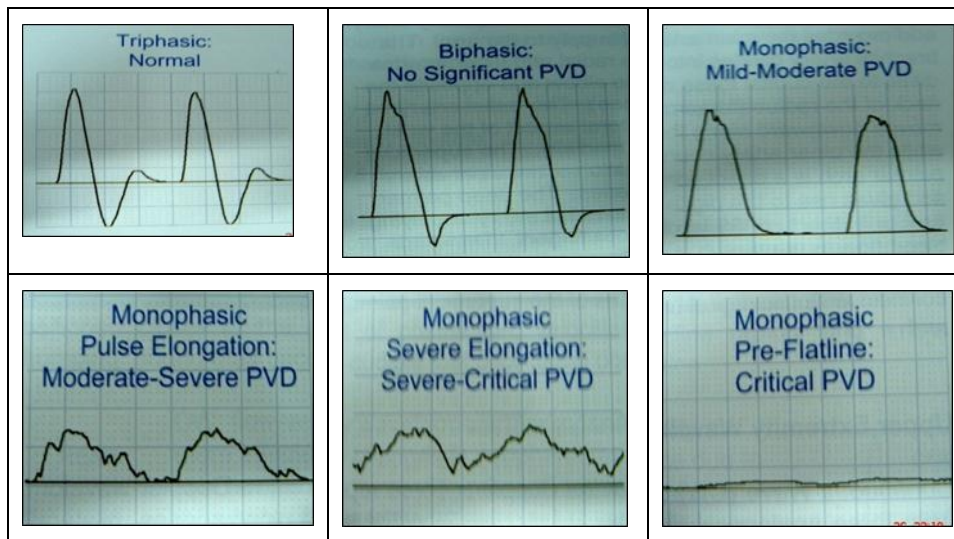 Triphasic:
Normal
Biphasic:
No Significant PVD
Monophasic:
Mild-Moderate PVD
Monophasic
Pulse Elongation:
Moderate-Severe PVD
Monophasic
Severe Elongation:
Severe-Critical PVD
Monophasic
Pre-Flatline:
Critical PVD